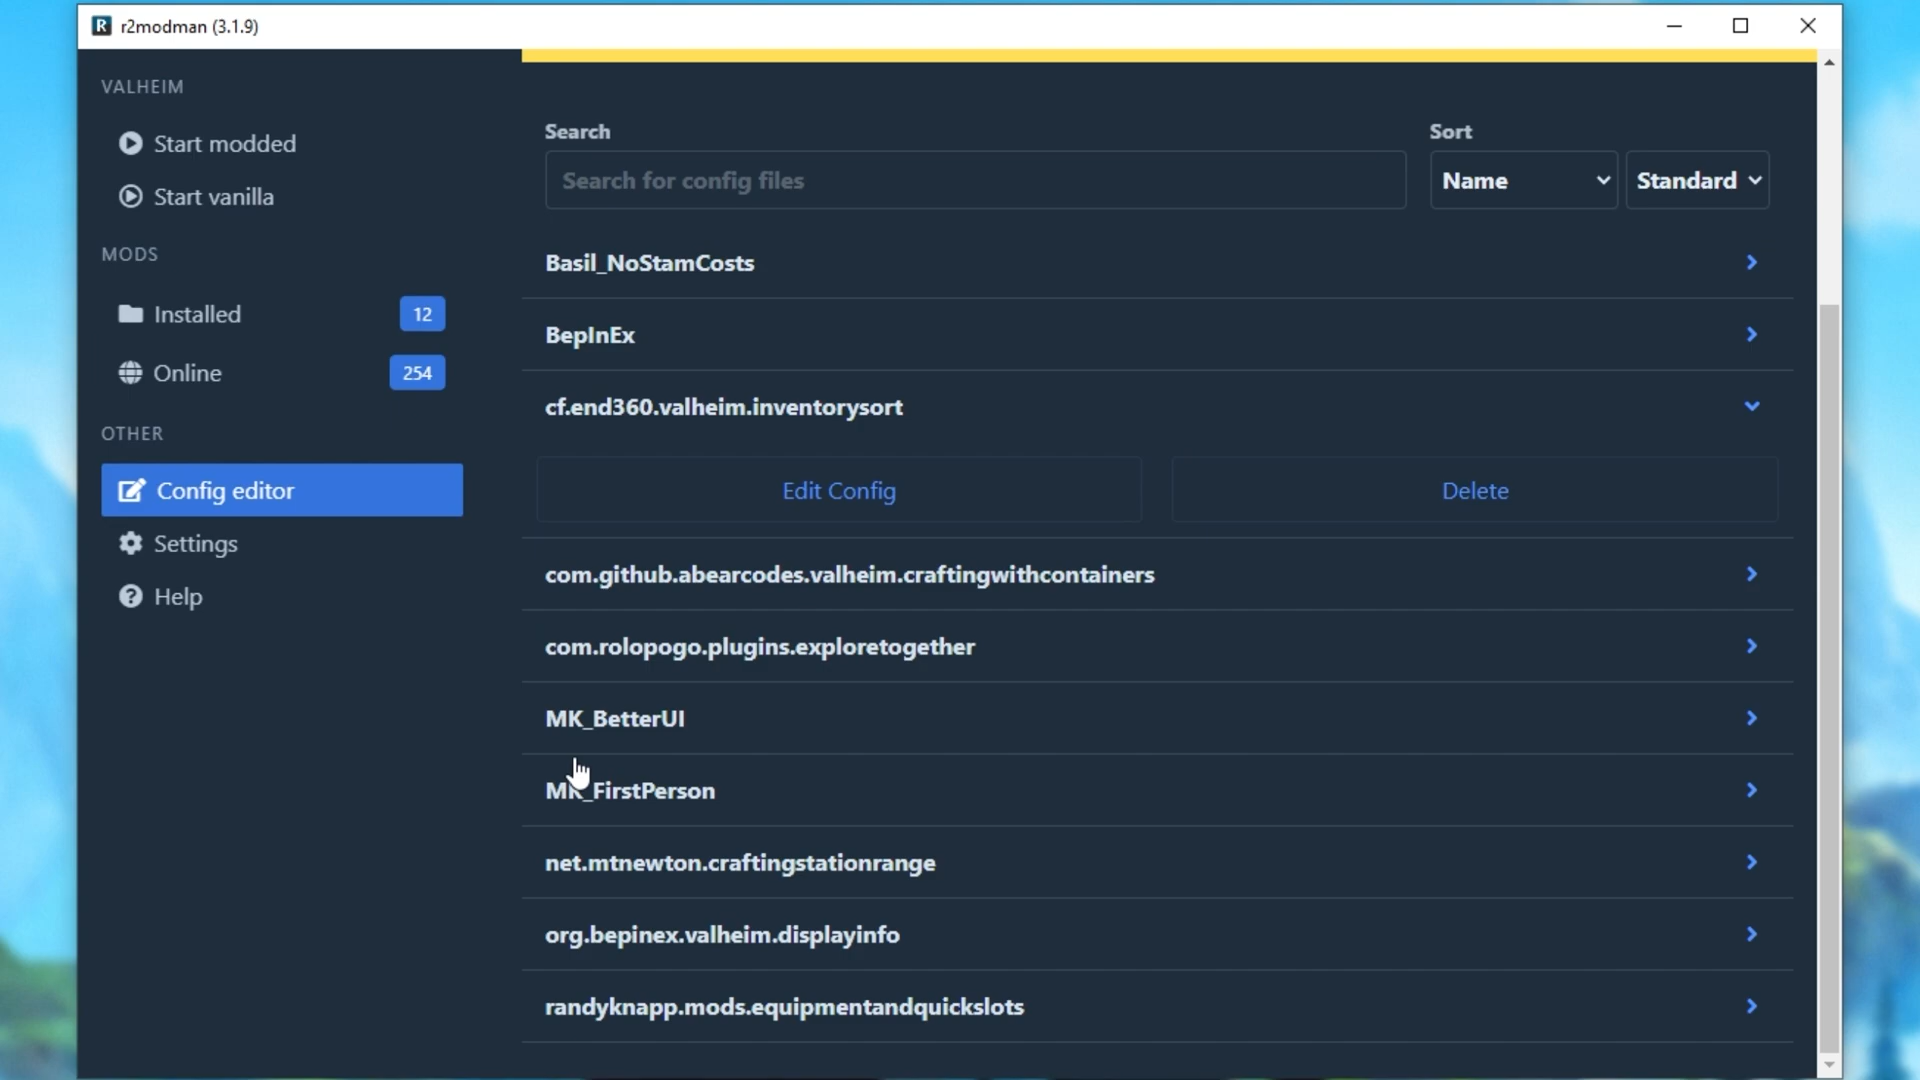 r2modman (3.1.9)
VALHEIM
Start modded
Start vanilla
MODS
Installed 12
Online 254
OTHER
Config editor
Settings
Help
Search
Search for config files
Sort
Name
Standard
Basil_NoStamCosts
BepInEx
cf.end360.valheim.inventorysort
Edit Config
Delete
com.github.abearcodes.valheim.craftingwithcontainers
com.rolopogo.plugins.exploretogether
MK_BetterUI
MK_FirstPerson
net.mtnewton.craftingstationrange
org.bepinex.valheim.displayinfo
randyknapp.mods.equipmentandquickslots